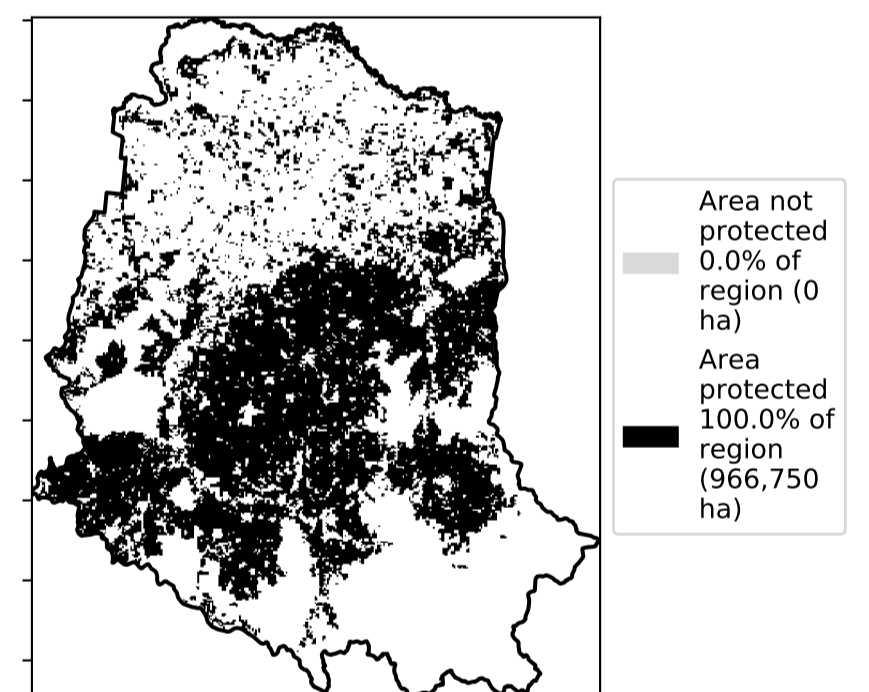 Area not
protected
0.0% of
region (0
ha)
Area
protected
100.0% of
region
(966,750
ha)